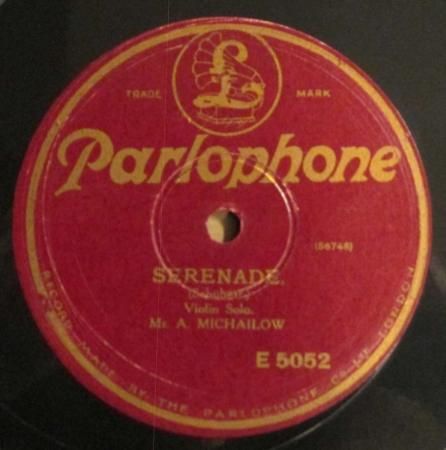 TRADE MARK
Parlophone
(56746)
SERENADE.
(Schubert)
Violin Solo.
Mr. A. MICHAILOW
E 5052
RECORD MADE BY THE PARLOPHONE Co. LTD. LONDON